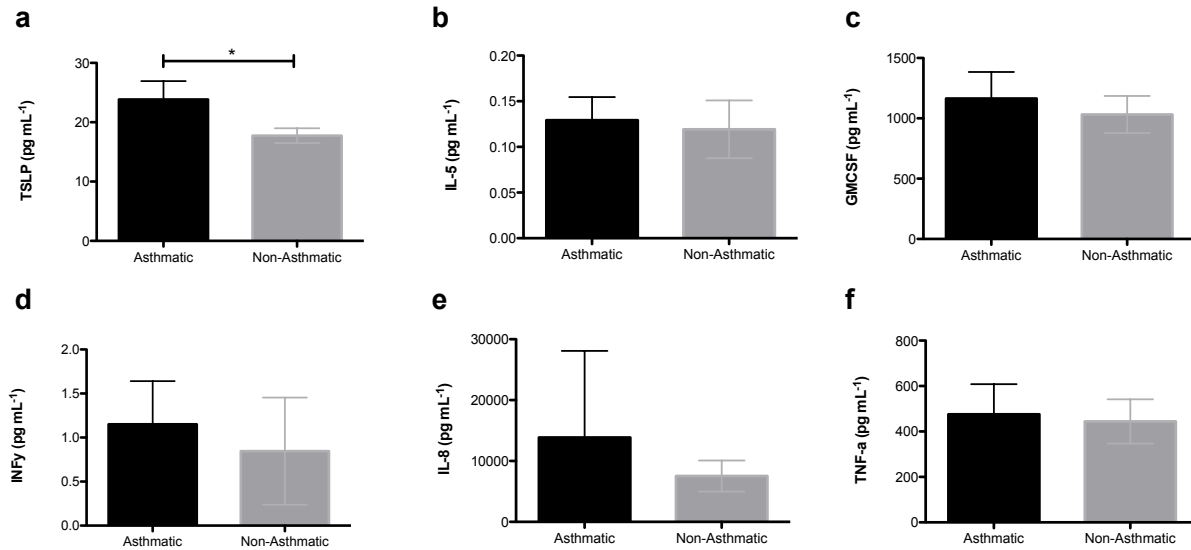 a
*
30
20
10
0
TSLP (pg mL-1)
Asthmatic Non-Asthmatic
b
0.20
0.15
0.10
0.05
0.00
IL-5 (pg mL-1)
Asthmatic Non-Asthmatic
c
1500
1000
500
0
GMCSF (pg mL-1)
Asthmatic Non-Asthmatic
d
2.0
1.5
1.0
0.5
0.0
INFy (pg mL-1)
Asthmatic Non-Asthmatic
e
30000
20000
10000
0
IL-8 (pg mL-1)
Asthmatic Non-Asthmatic
f
800
600
400
200
0
TNF-a (pg mL-1)
Asthmatic Non-Asthmatic